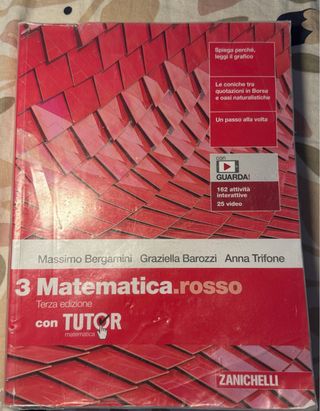 Spiega perché,
leggi il grafico
Le coniche tra
quotazioni in Borsa
e oasi naturalistiche
Un passo alla volta
con
GUARDA!
162 attività
interattive
25 video
Massimo Bergamini Graziella Barozzi Anna Trifone
3 Matematica.rosso
Terza edizione
con TUTOR
matematica
ZANICHELLI